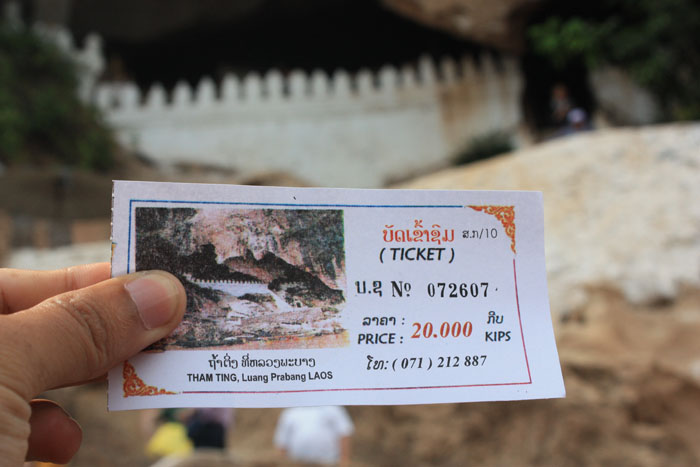 ບັດເຂົ້າຊົມ ສ.ກ/10
( TICKET )
ບ.ຊ Nº 072607
ລາຄາ : 20.000 ກີບ
PRICE : KIPS
ໂທ: ( 071 ) 212 887
ຖ້ຳຕິ່ງ ທີ່ຫລວງພະບາງ
THAM TING, Luang Prabang LAOS